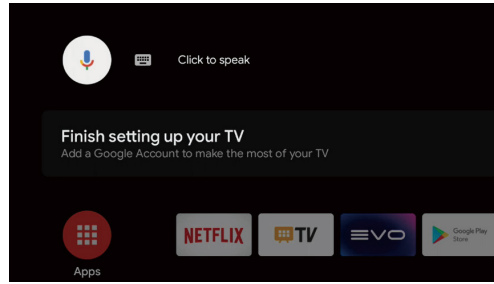 Click to speak
Finish setting up your TV
Add a Google Account to make the most of your TV
NETFLIX
TV
EVO
Google Play
Store
Apps